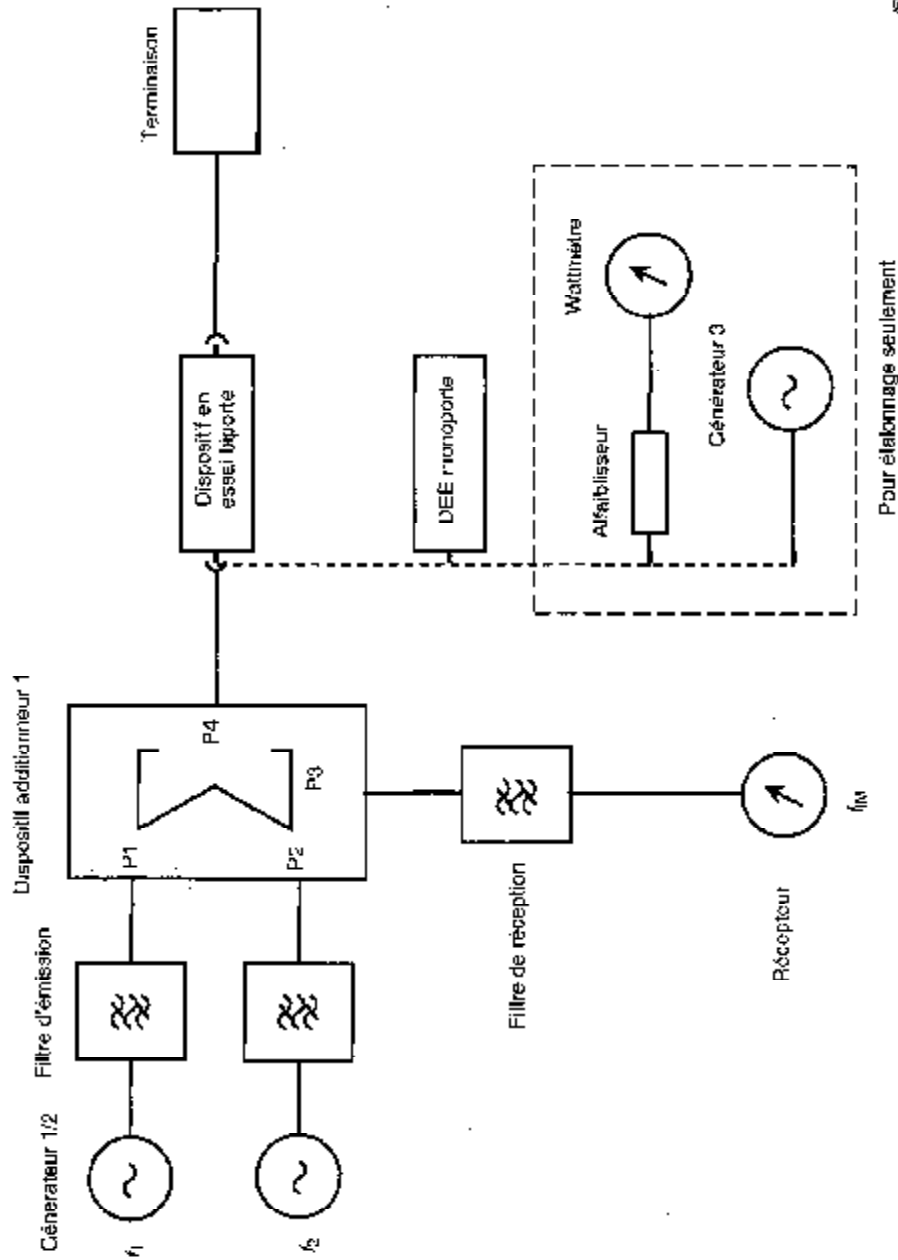 Générateur 1/2
Filtre d'émission
Dispositif additionneur 1
f1
f2
P1
P2
P3
P4
Dispositif en
essai biporte
Terminaison
DEE monoporte
Filtre de réception
Récepteur
fIM
Affaiblisseur
Wattmètre
Générateur 3
Pour étalonnage seulement